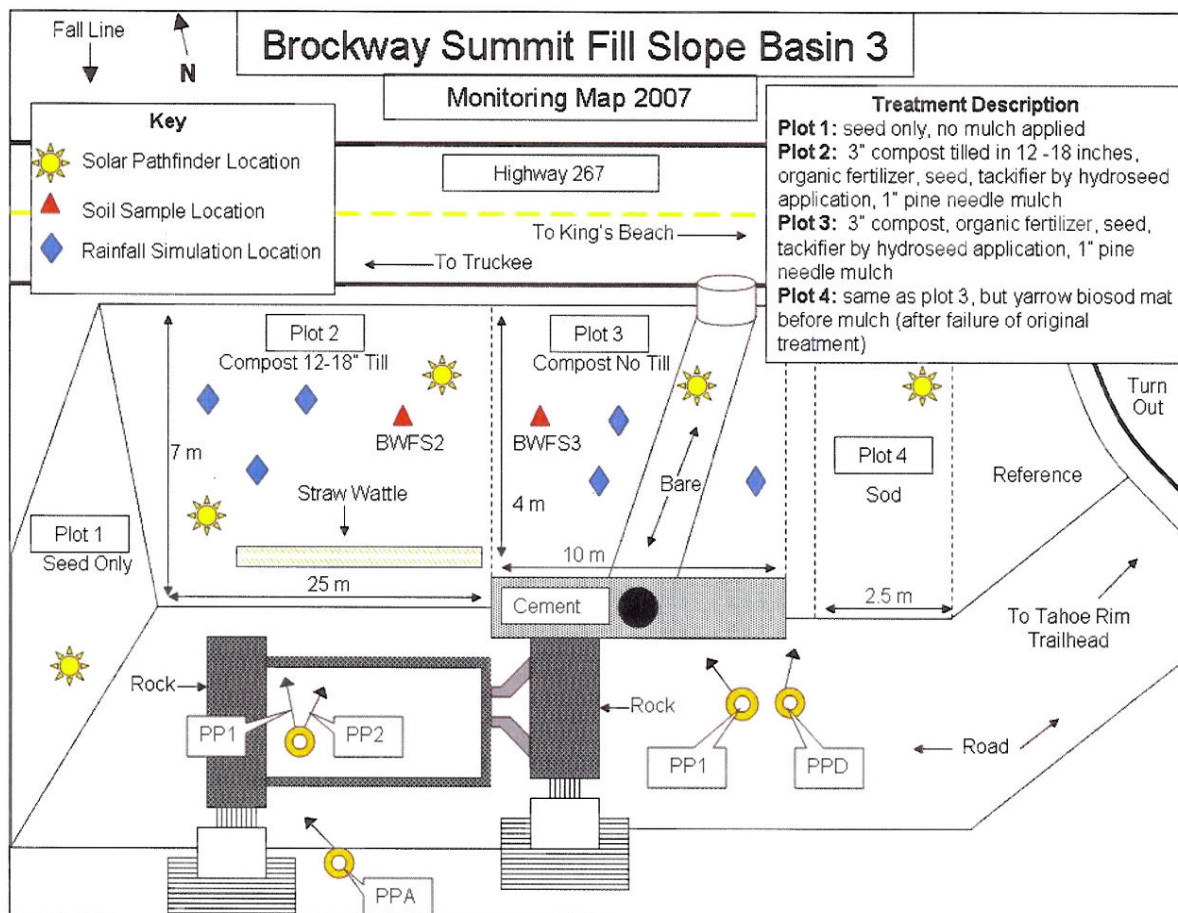 Fall Line
N
Brockway Summit Fill Slope Basin 3
Monitoring Map 2007
Key
Solar Pathfinder Location
Soil Sample Location
Rainfall Simulation Location
Treatment Description
Plot 1: seed only, no mulch applied
Plot 2: 3" compost tilled in 12 -18 inches,
organic fertilizer, seed, tackifier by hydroseed
application, 1" pine needle mulch
Plot 3: 3" compost, organic fertilizer, seed,
tackifier by hydroseed application, 1" pine
needle mulch
Plot 4: same as plot 3, but yarrow biosod mat
before mulch (after failure of original
treatment)
Highway 267
To King's Beach
To Truckee
Plot 2
Compost 12-18" Till
Plot 3
Compost No Till
Turn
Out
BWFS2
BWFS3
7 m
Plot 4
Sod
Reference
Bare
Straw Wattle
4 m
Plot 1
Seed Only
10 m
25 m
Cement
2.5 m
To Tahoe Rim
Trailhead
Rock
Rock
PP1
PP2
PP1
PPD
Road
PPA